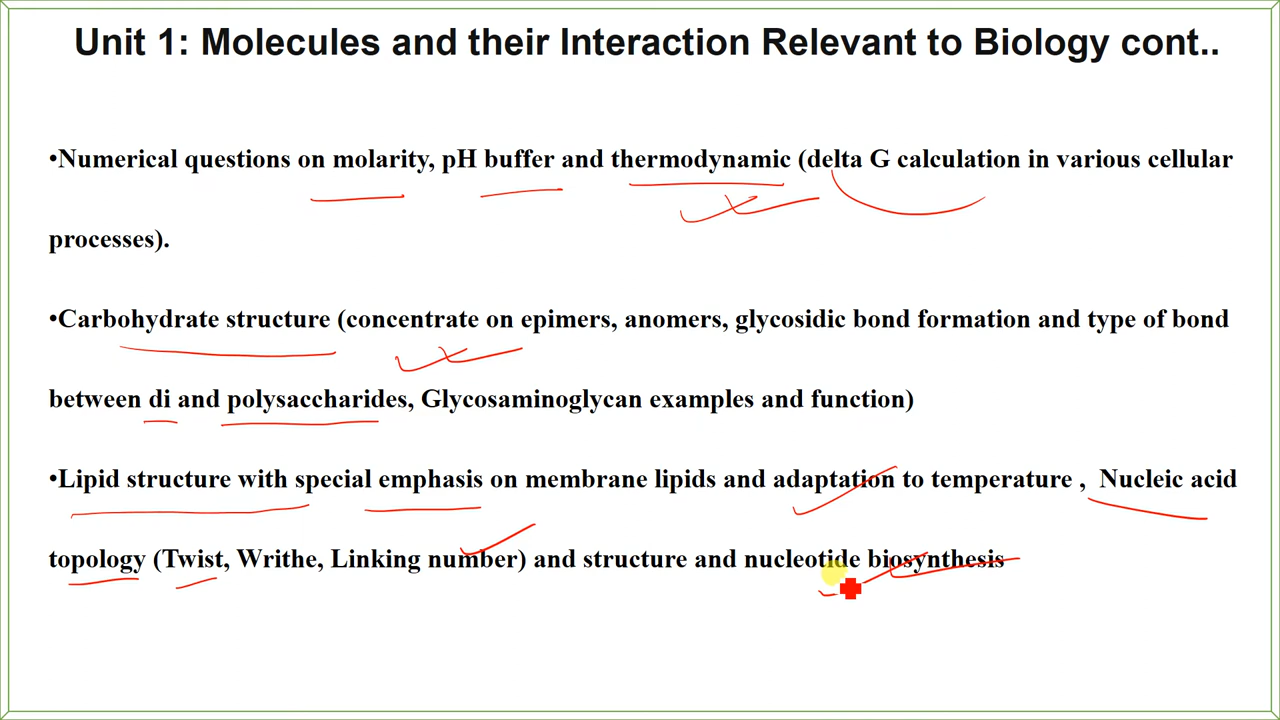 Unit 1: Molecules and their Interaction Relevant to Biology cont..
•Numerical questions on molarity, pH buffer and thermodynamic (delta G calculation in various cellular
processes).
•Carbohydrate structure (concentrate on epimers, anomers, glycosidic bond formation and type of bond
between di and polysaccharides, Glycosaminoglycan examples and function)
•Lipid structure with special emphasis on membrane lipids and adaptation to temperature , Nucleic acid
topology (Twist, Writhe, Linking number) and structure and nucleotide biosynthesis